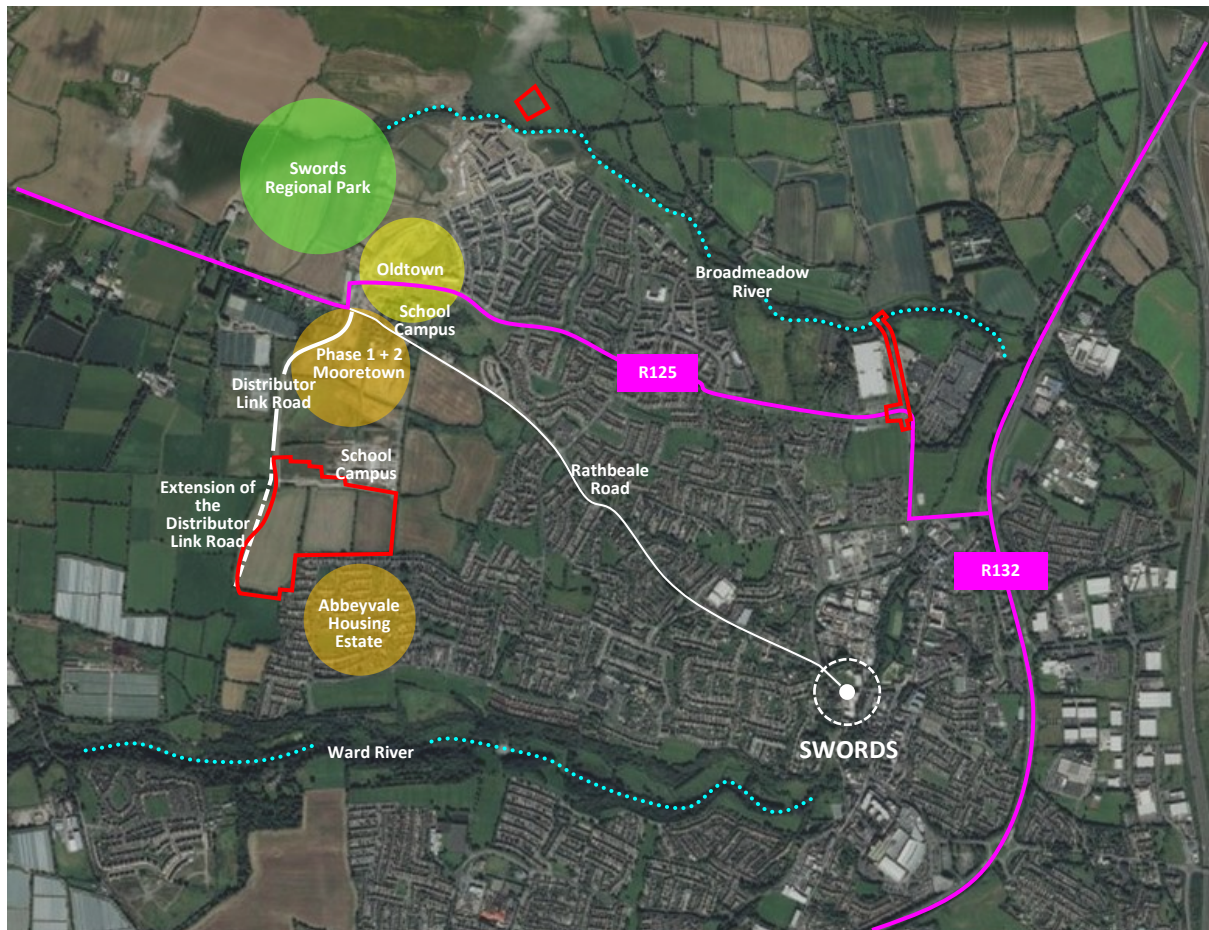 Swords
Regional Park
Oldtown
Broadmeadow
River
School
Campus
Phase 1 + 2
Mooretown
R125
Distributor
Link Road
School
Campus
Rathbeale
Road
Extension of
the
Distributor
Link Road
R132
Abbeyvale
Housing
Estate
Ward River
SWORDS